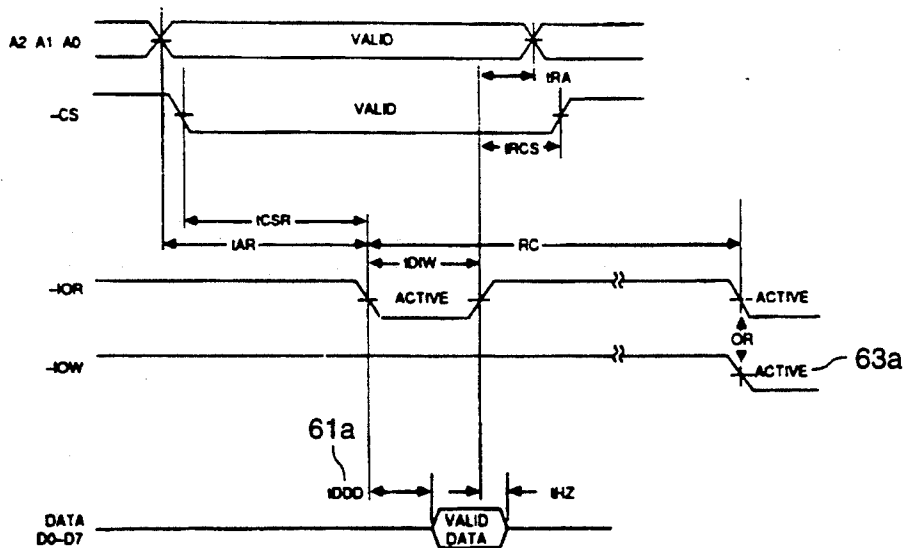 A2 A1 A0
VALID
tRA
-CS
VALID
tRCS
tCSR
tAR
RC
tDIW
-IOR
ACTIVE
ACTIVE
OR
-IOW
ACTIVE
63a
61a
tDDD
tHZ
DATA
D0-D7
VALID
DATA